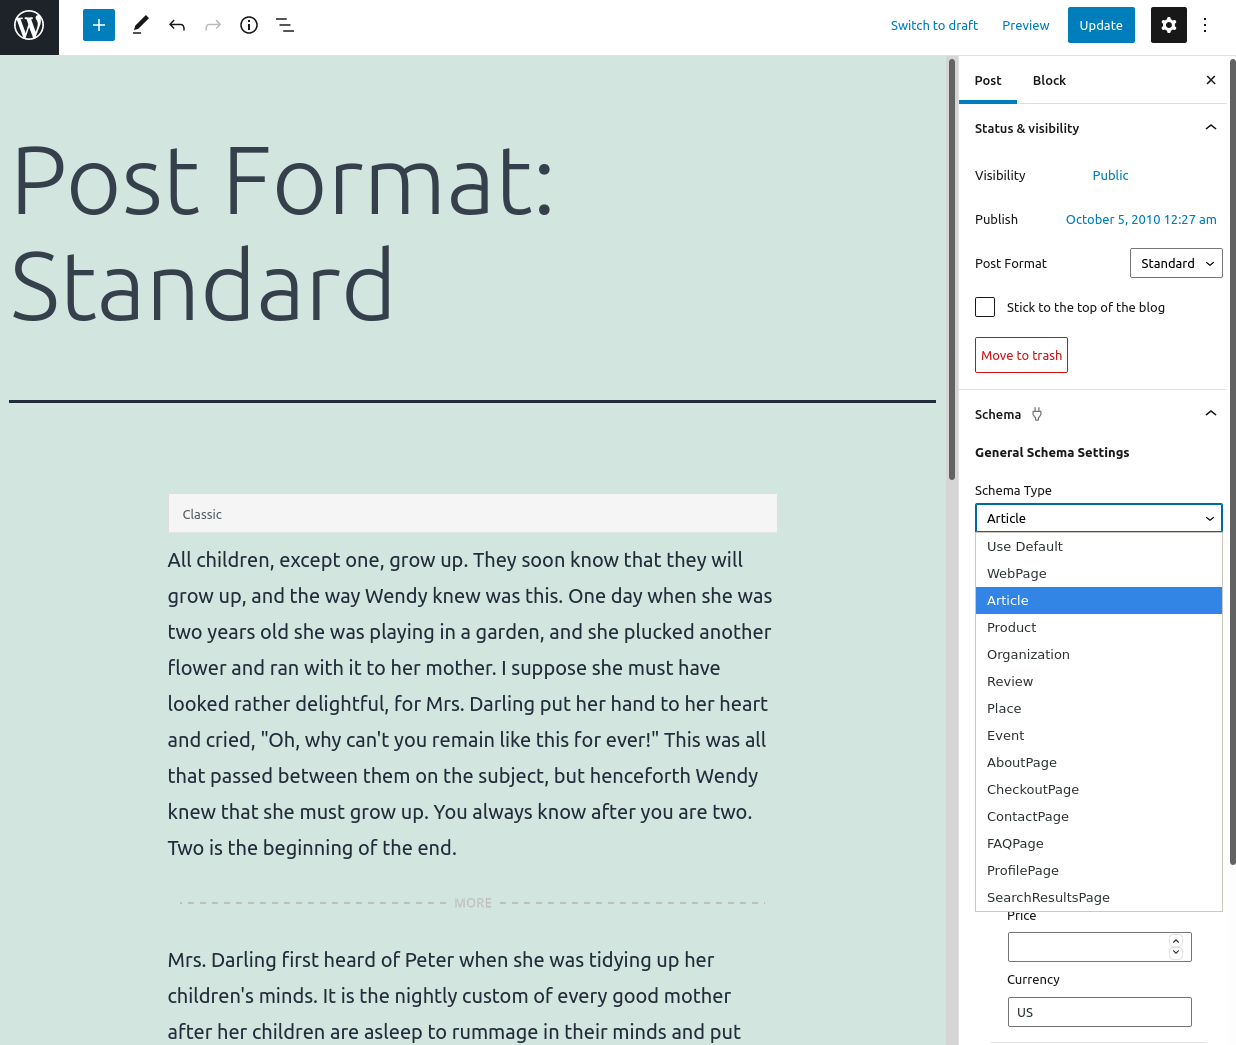 Switch to draft Preview Update
Post Format:
Standard
Classic
All children, except one, grow up. They soon know that they will
grow up, and the way Wendy knew was this. One day when she was
two years old she was playing in a garden, and she plucked another
flower and ran with it to her mother. I suppose she must have
looked rather delightful, for Mrs. Darling put her hand to her heart
and cried, "Oh, why can't you remain like this for ever!" This was all
that passed between them on the subject, but henceforth Wendy
knew that she must grow up. You always know after you are two.
Two is the beginning of the end.
MORE
Mrs. Darling first heard of Peter when she was tidying up her
children's minds. It is the nightly custom of every good mother
after her children are asleep to rummage in their minds and put
Post Block
Status & visibility
Visibility Public
Publish October 5, 2010 12:27 am
Post Format Standard
Stick to the top of the blog
Move to trash
Schema
General Schema Settings
Schema Type
Article
Use Default
WebPage
Article
Product
Organization
Review
Place
Event
AboutPage
CheckoutPage
ContactPage
FAQPage
ProfilePage
SearchResultsPage
Price
Currency
US